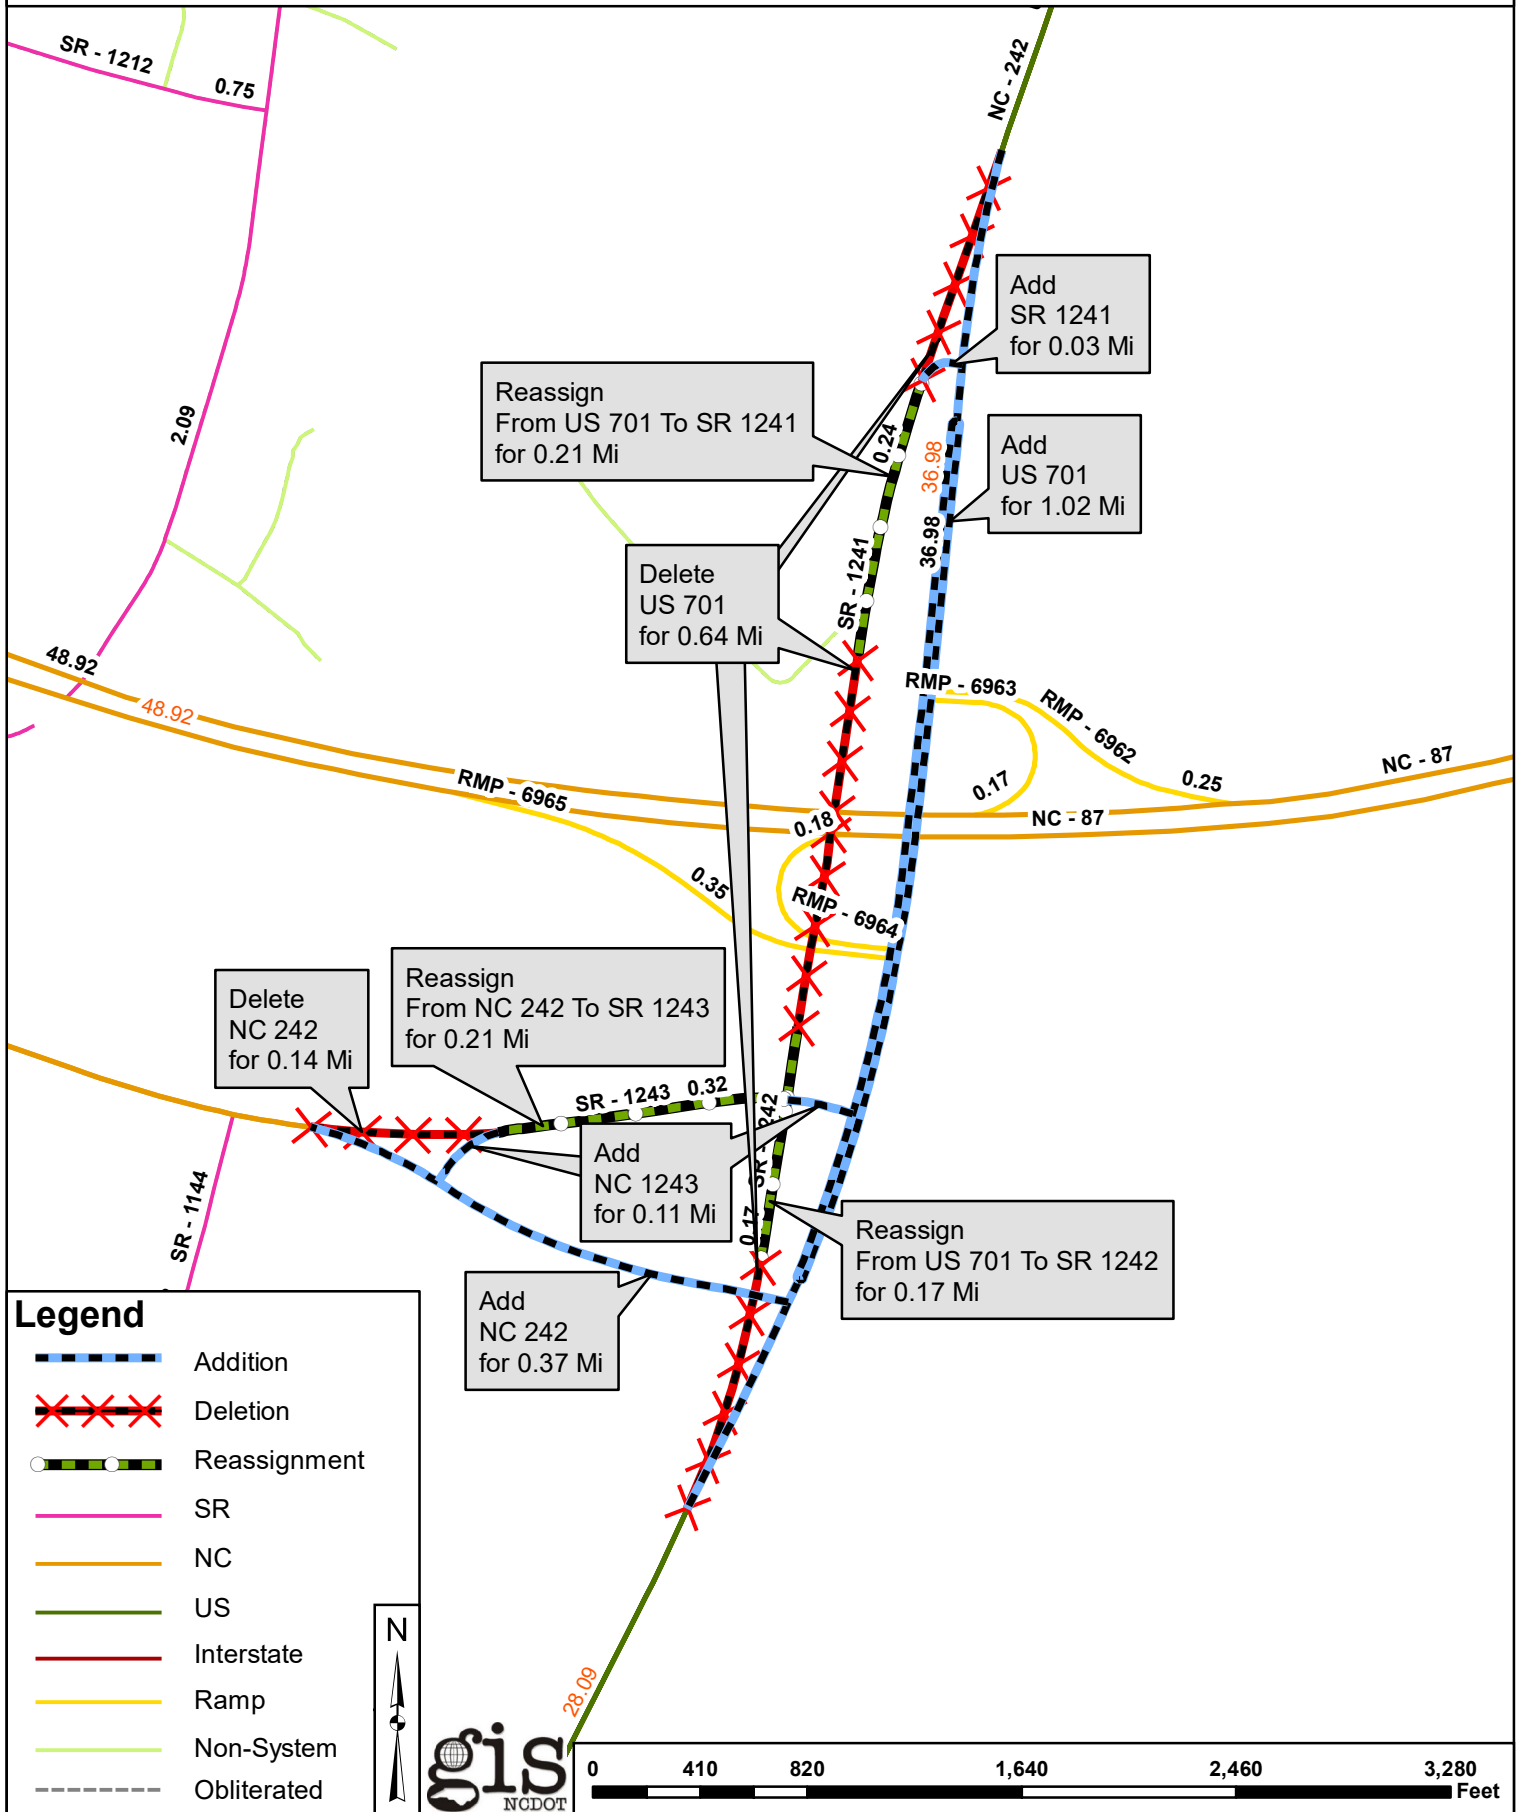 SR - 1212
0.75
NC - 242
Add
SR 1241
for 0.03 Mi
Reassign
From US 701 To SR 1241
for 0.21 Mi
2.09
0.24
36.98
Add
US 701
for 1.02 Mi
36.98
SR - 1241
Delete
US 701
for 0.64 Mi
48.92
48.92
RMP - 6963
RMP - 6962
NC - 87
RMP - 6965
0.17
0.25
0.18
NC - 87
0.35
RMP - 6964
Delete
NC 242
for 0.14 Mi
Reassign
From NC 242 To SR 1243
for 0.21 Mi
SR - 1243
0.32
242
SR -
Add
NC 1243
for 0.11 Mi
SR - 1144
0.17
Reassign
From US 701 To SR 1242
for 0.17 Mi
Add
NC 242
for 0.37 Mi
Legend
Addition
Deletion
Reassignment
SR
NC
US
Interstate
Ramp
Non-System
Obliterated
N
28.09
gis
NCDOT
0
410
820
1,640
2,460
3,280
Feet